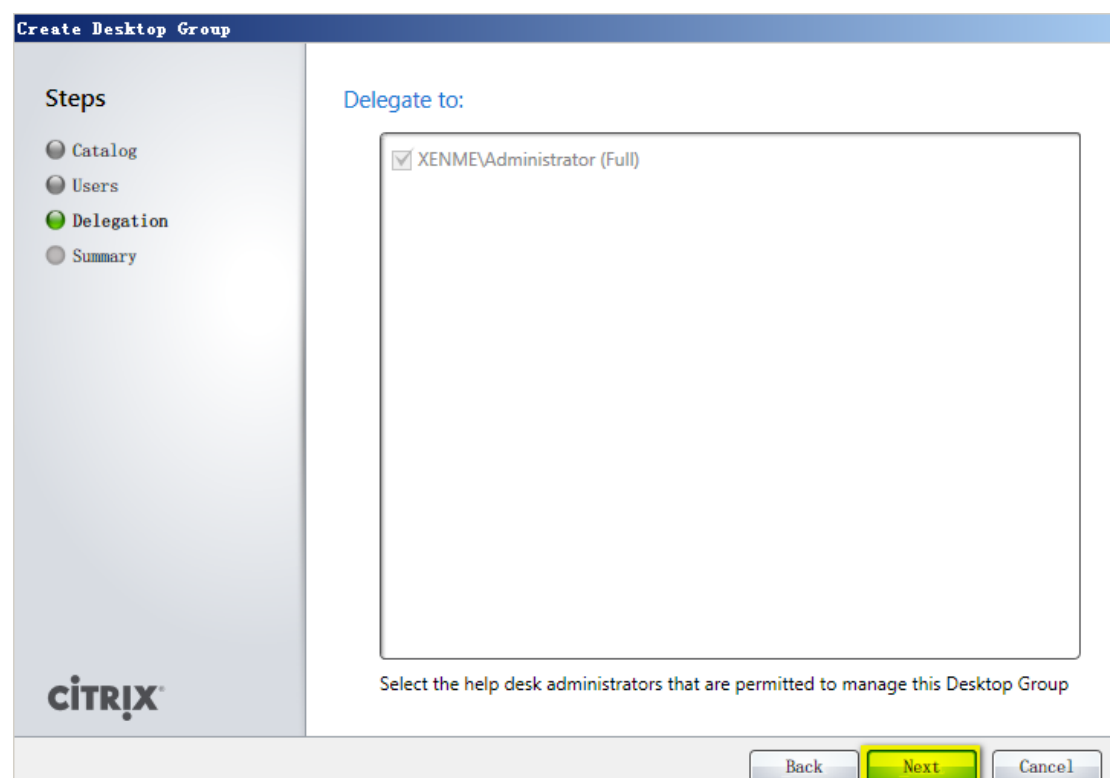 Create Desktop Group
Steps
Catalog
Users
Delegation
Summary
Delegate to:
XENME\Administrator (Full)
Select the help desk administrators that are permitted to manage this Desktop Group
CITRIX
Back
Next
Cancel